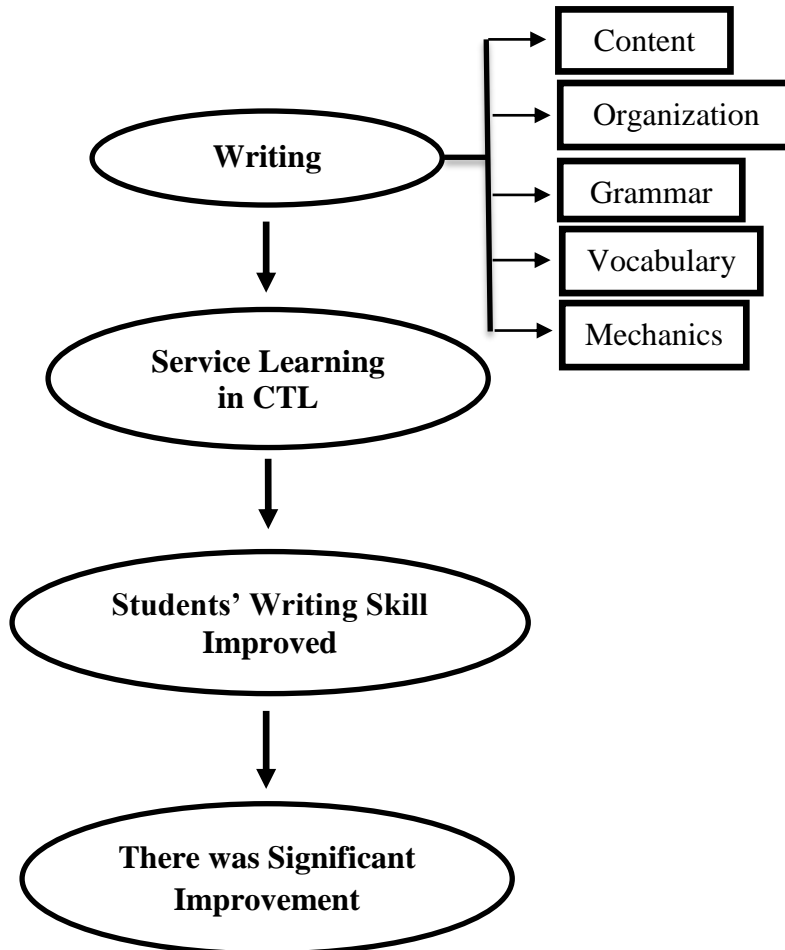 Content
Organization
Writing
Grammar
Vocabulary
Mechanics
Service Learning
in CTL
Students’ Writing Skill
Improved
There was Significant
Improvement